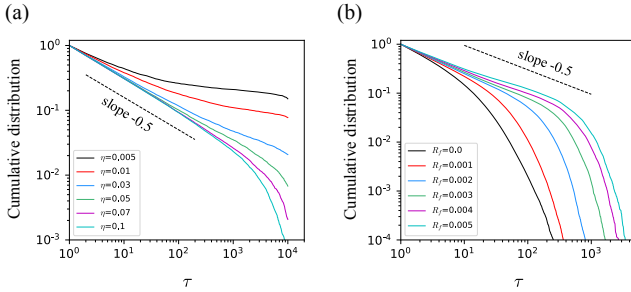 (a)
Cumulative distribution
10^0
10^-1
10^-2
10^-3
slope -0.5
η=0.005
η=0.01
η=0.03
η=0.05
η=0.07
η=0.1
10^0 10^1 10^2 10^3 10^4
τ
(b)
Cumulative distribution
10^0
10^-1
10^-2
10^-3
10^-4
slope -0.5
R_f=0.0
R_f=0.001
R_f=0.002
R_f=0.003
R_f=0.004
R_f=0.005
10^0 10^1 10^2 10^3
τ